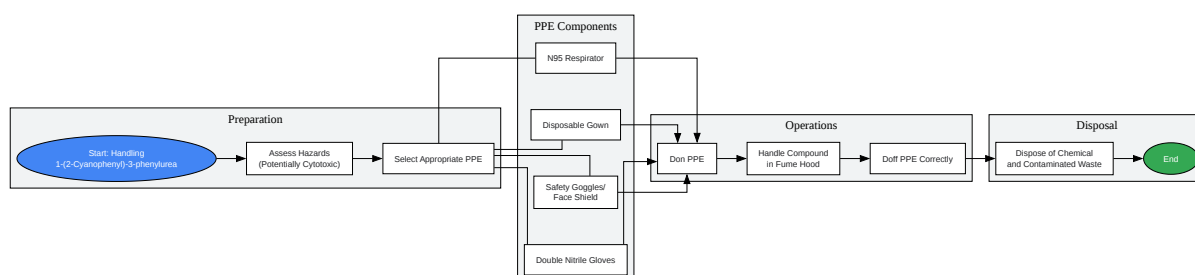 PPE Components
N95 Respirator
Preparation
Start: Handling
1-(2-Cyanophenyl)-3-phenylurea
Assess Hazards
(Potentially Cytotoxic)
Select Appropriate PPE
Disposable Gown
Safety Goggles/
Face Shield
Double Nitrile Gloves
Operations
Don PPE
Handle Compound
in Fume Hood
Doff PPE Correctly
Disposal
Dispose of Chemical
and Contaminated Waste
End